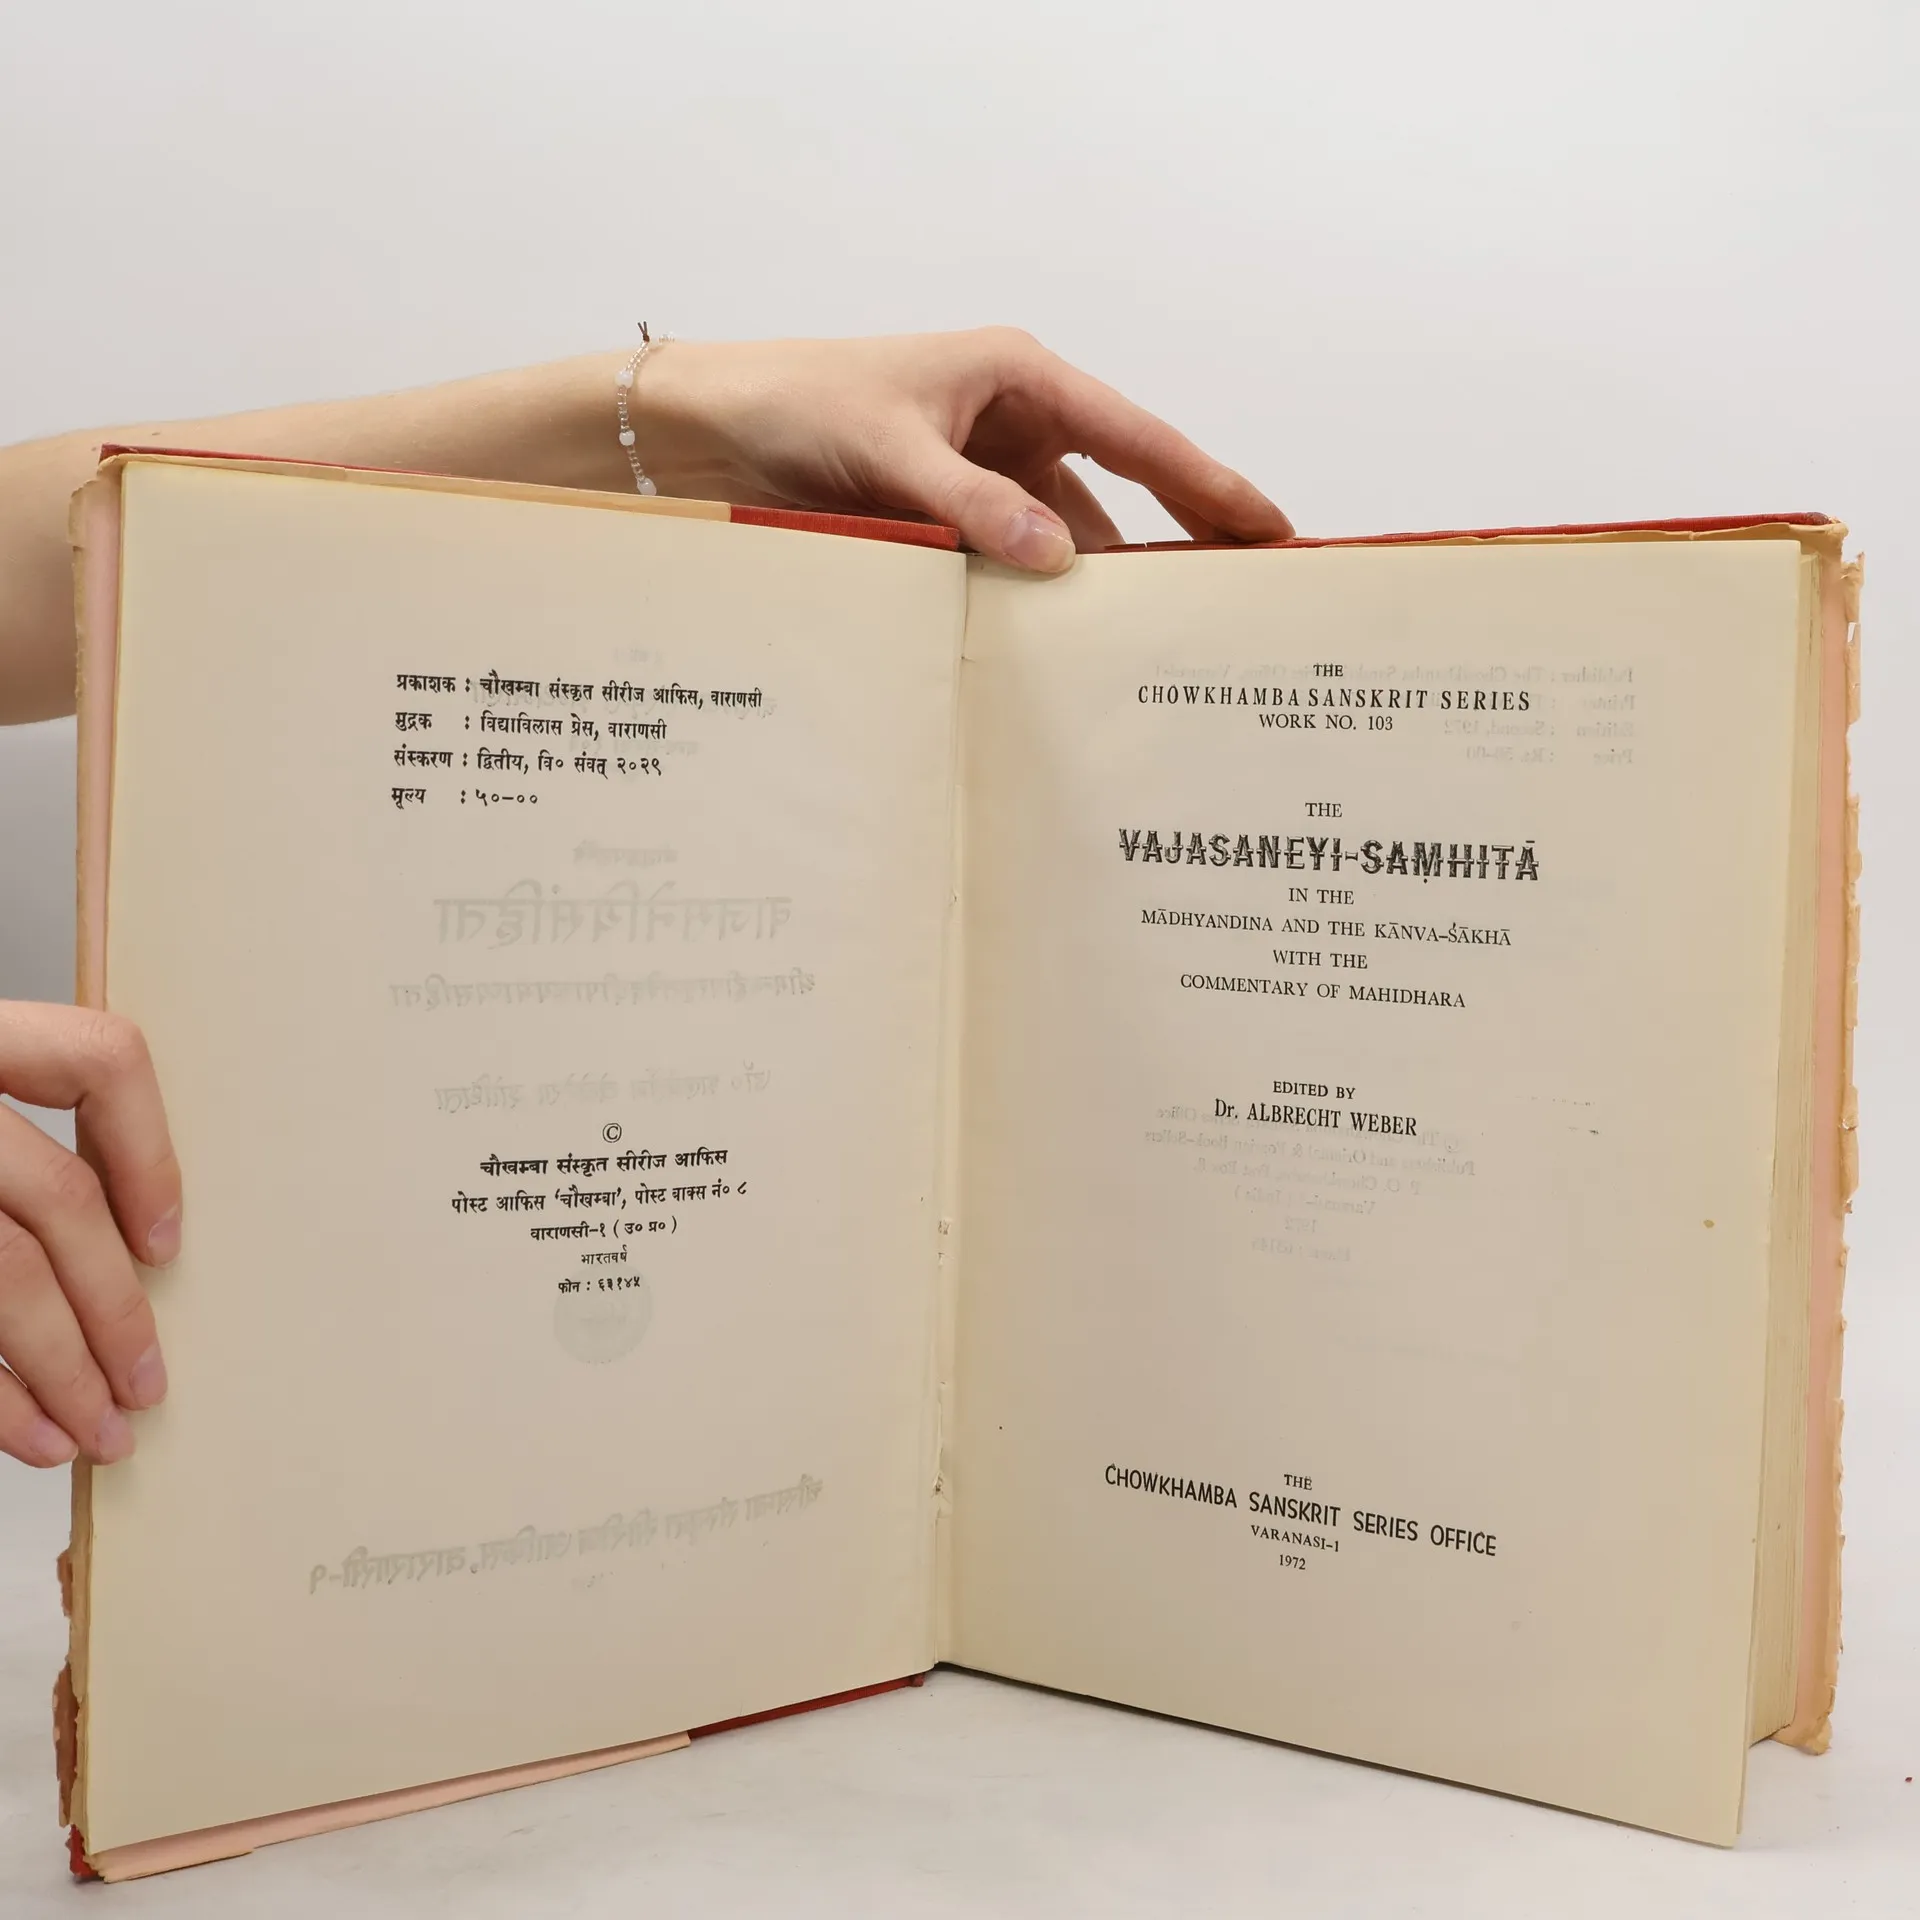 प्रकाशक : चौखम्बा संस्कृत सीरीज आफिस, वाराणसी
मुद्रक : विद्याविलास प्रेस, वाराणसी
संस्करण : द्वितीय, वि० संवत् २०२९
मूल्य : ५०-००
©
चौखम्बा संस्कृत सीरीज आफिस
पोस्ट आफिस ‘चौखम्बा’, पोस्ट बाक्स नं० ८
वाराणसी-१ ( उ० प्र० )
भारतवर्ष
फोन : ६३१४५
THE
CHOWKHAMBA SANSKRIT SERIES
WORK NO. 103
THE
VAJASANEYI-SAṂHITĀ
IN THE
MĀDHYANDINA AND THE KĀNVA-ŚĀKHĀ
WITH THE
COMMENTARY OF MAHIDHARA
EDITED BY
Dr. ALBRECHT WEBER
THE
CHOWKHAMBA SANSKRIT SERIES OFFICE
VARANASI-1
1972